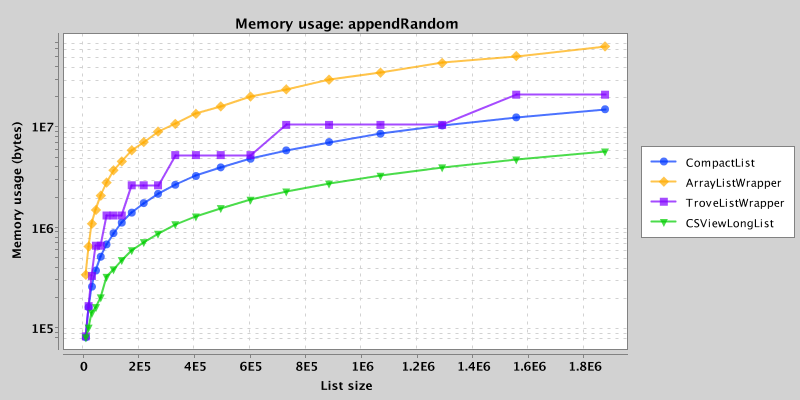 Memory usage: appendRandom
Memory usage (bytes)
1E7
1E6
1E5
0 2E5 4E5 6E5 8E5 1E6 1.2E6 1.4E6 1.6E6 1.8E6
List size
CompactList
ArrayListWrapper
TroveListWrapper
CSViewLongList